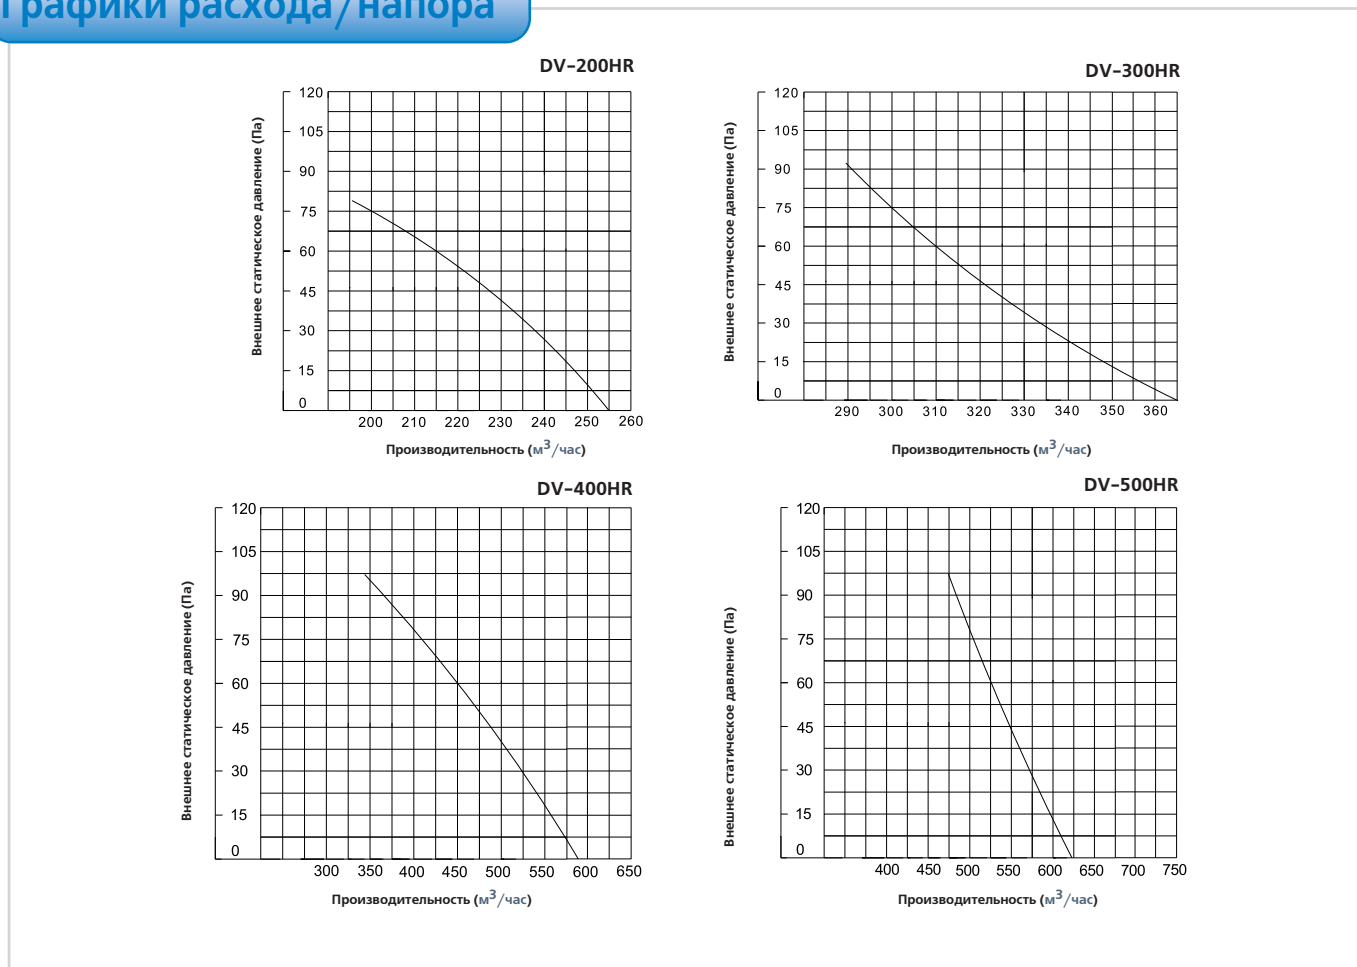 Графики расхода/напора
DV-200HR
Внешнее статическое давление (Па)
120
105
90
75
60
45
30
15
0
200 210 220 230 240 250 260
Производительность (м³/час)
DV-300HR
Внешнее статическое давление (Па)
120
105
90
75
60
45
30
15
0
290 300 310 320 330 340 350 360
Производительность (м³/час)
DV-400HR
Внешнее статическое давление (Па)
120
105
90
75
60
45
30
15
0
300 350 400 450 500 550 600 650
Производительность (м³/час)
DV-500HR
Внешнее статическое давление (Па)
120
105
90
75
60
45
30
15
0
400 450 500 550 600 650 700 750
Производительность (м³/час)